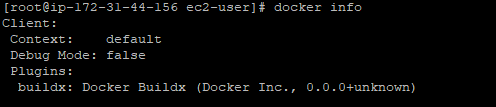 [root@ip-172-31-44-156 ec2-user]# docker info
Client:
 Context:    default
 Debug Mode: false
 Plugins:
  buildx: Docker Buildx (Docker Inc., 0.0.0+unknown)